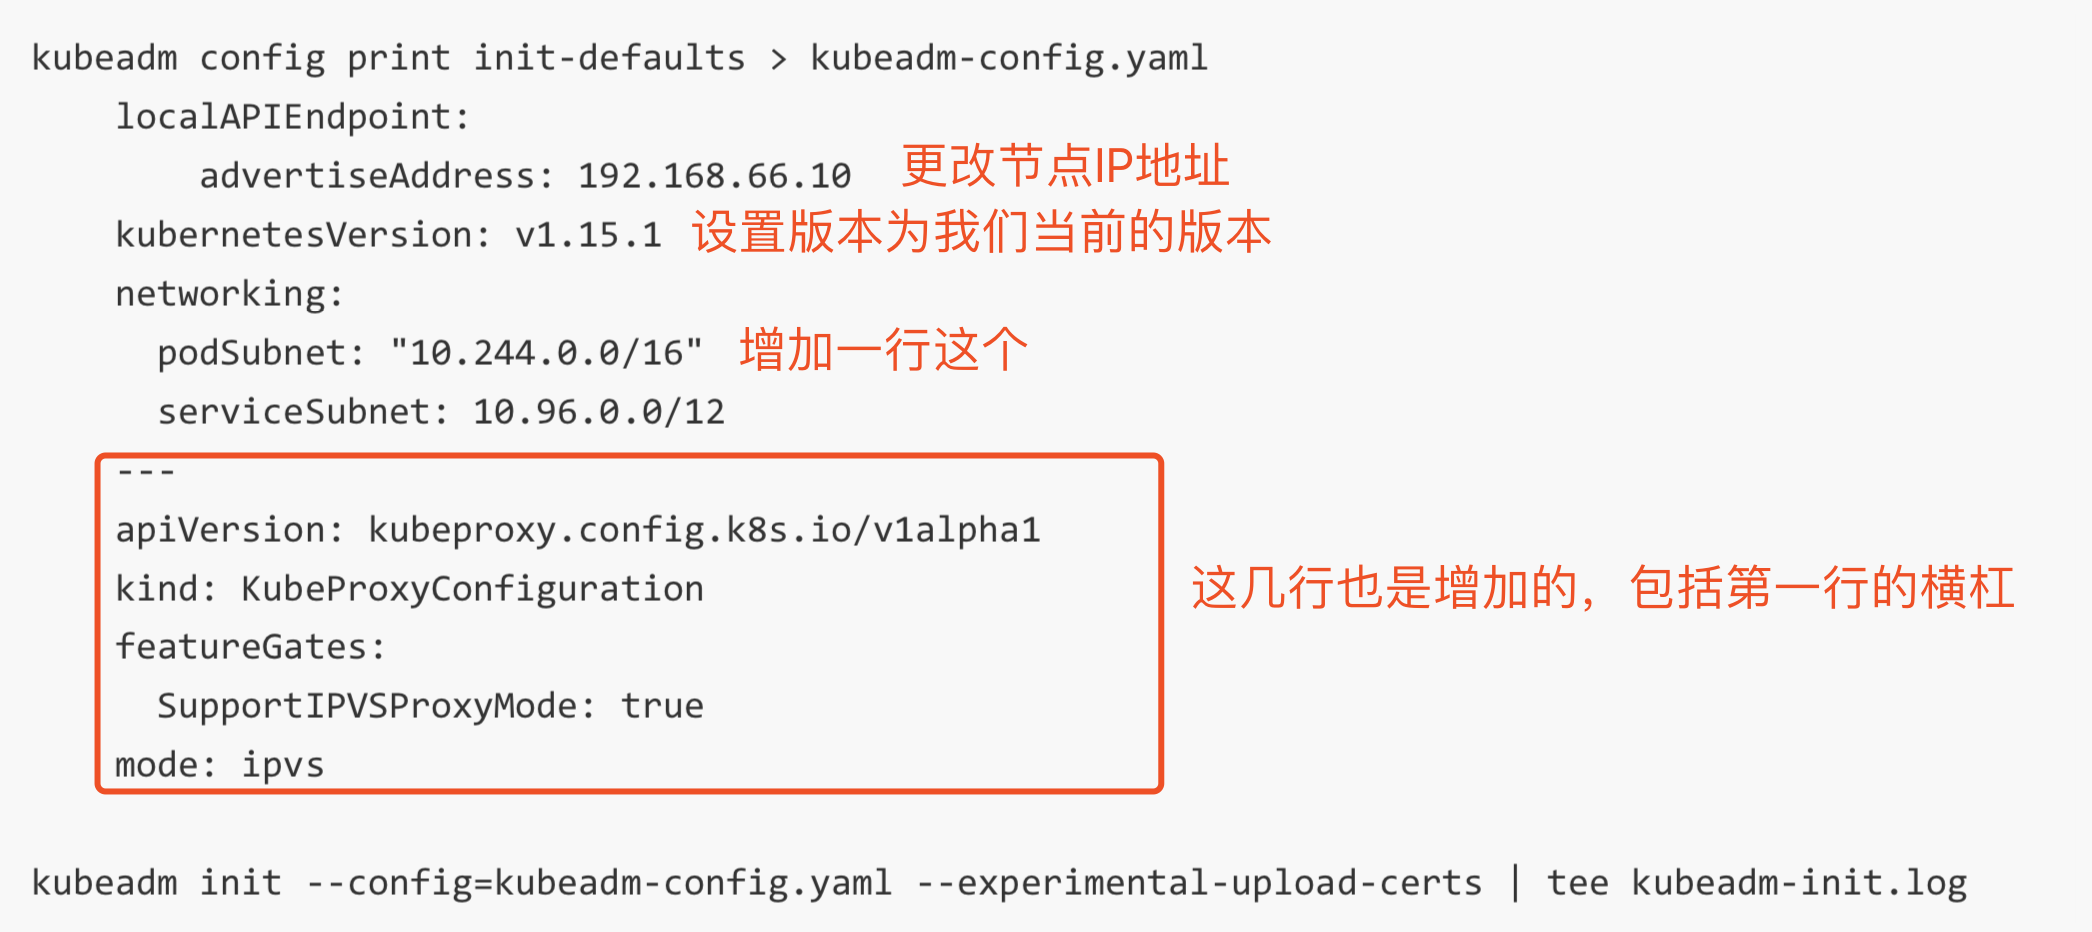 kubeadm config print init-defaults > kubeadm-config.yaml
localAPIEndpoint:
advertiseAddress: 192.168.66.10 更改节点IP地址
kubernetesVersion: v1.15.1 设置版本为我们当前的版本
networking:
podSubnet: "10.244.0.0/16" 增加一行这个
serviceSubnet: 10.96.0.0/12
---
apiVersion: kubeproxy.config.k8s.io/v1alpha1
kind: KubeProxyConfiguration 这几行也是增加的，包括第一行的横杠
featureGates:
SupportIPVSProxyMode: true
mode: ipvs
kubeadm init --config=kubeadm-config.yaml --experimental-upload-certs | tee kubeadm-init.log